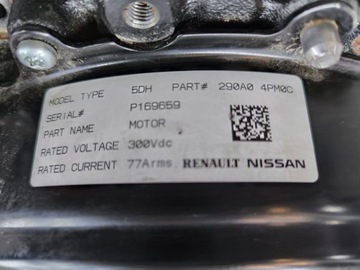 MODEL TYPE 5DH PART# 290A0 4PM0C
SERIAL# P169659
PART NAME MOTOR
RATED VOLTAGE 300Vdc
RATED CURRENT 77Arms RENAULT NISSAN